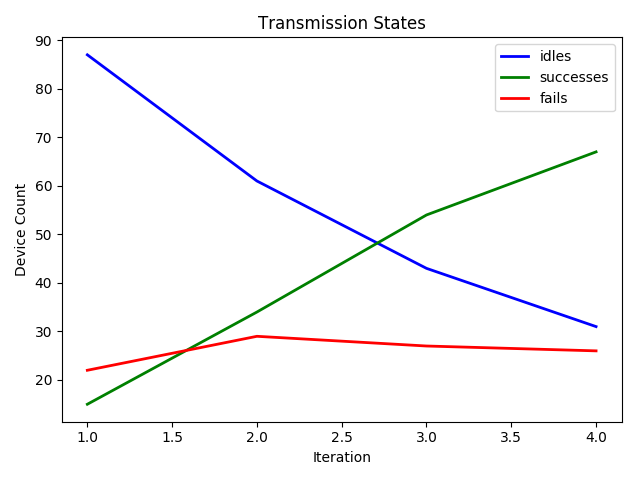 Transmission States
idles
successes
fails
Device Count
90
80
70
60
50
40
30
20
1.0 1.5 2.0 2.5 3.0 3.5 4.0
Iteration